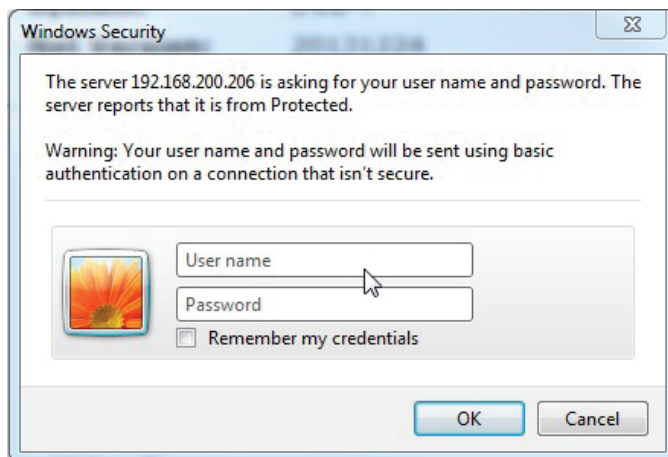 Windows Security
The server 192.168.200.206 is asking for your user name and password. The
server reports that it is from Protected.
Warning: Your user name and password will be sent using basic
authentication on a connection that isn't secure.
User name
Password
Remember my credentials
OK
Cancel